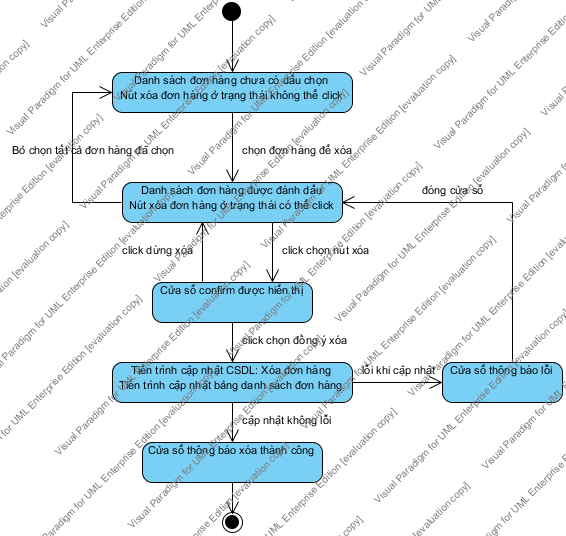 Danh sách đơn hàng chưa có dấu chọn
Nút xóa đơn hàng ở trạng thái không thể click
Bỏ chọn tất cả đơn hàng đã chọn
chọn đơn hàng để xóa
Danh sách đơn hàng được đánh dấu
Nút xóa đơn hàng ở trạng thái có thể click
đóng cửa sổ
click dừng xóa
click chọn nút xóa
Cửa sổ confirm được hiển thị
click chọn đồng ý xóa
Tiến trình cập nhật CSDL: Xóa đơn hàng
Tiến trình cập nhật bảng danh sách đơn hàng
lỗi khi cập nhật
Cửa sổ thông báo lỗi
cập nhật không lỗi
Cửa sổ thông báo xóa thành công
Visual Paradigm for UML Enterprise Edition [evaluation copy]